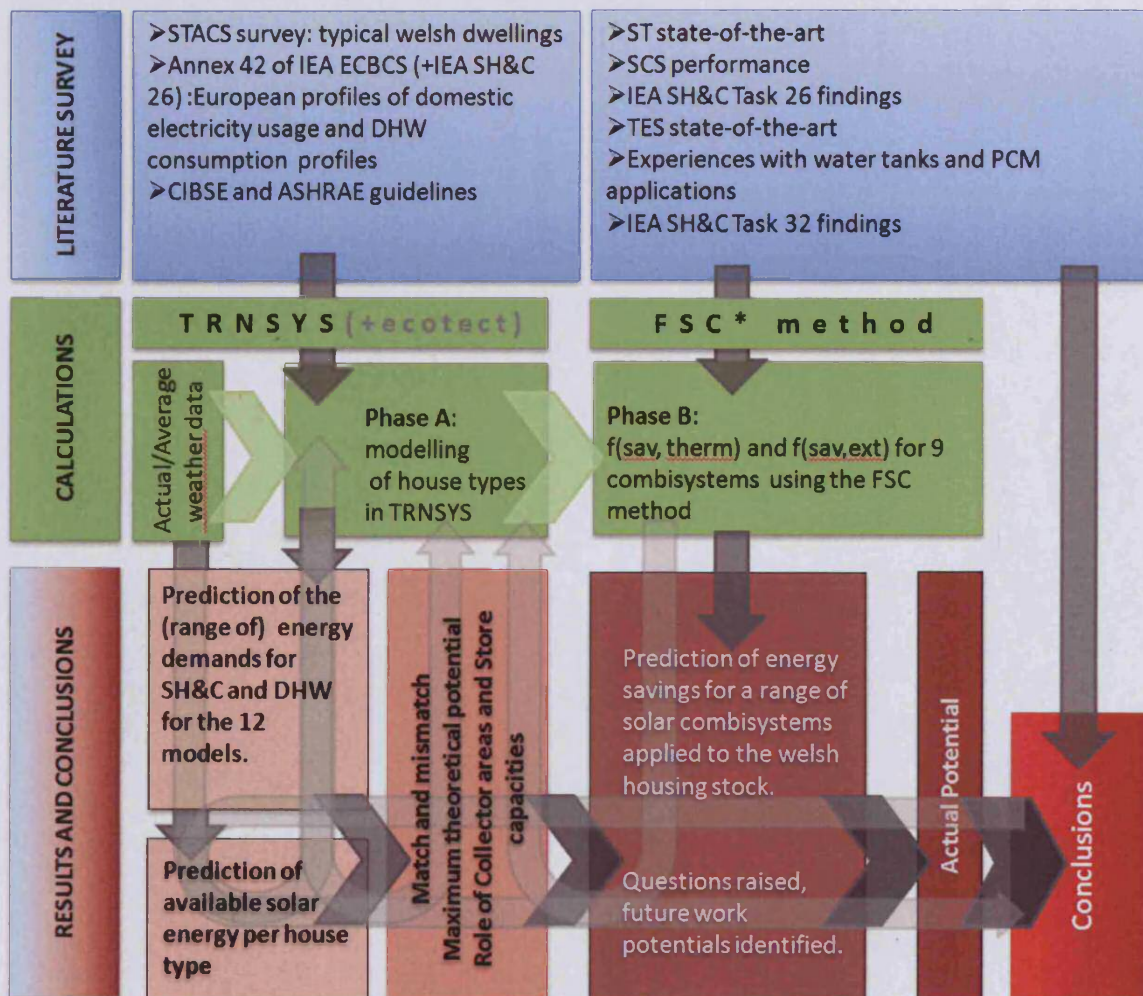 LITERATURE SURVEY
➢STACS survey: typical welsh dwellings
➢Annex 42 of IEA ECBCS (+IEA SH&C
26) :European profiles of domestic
electricity usage and DHW
consumption profiles
➢CIBSE and ASHRAE guidelines
➢ST state-of-the-art
➢SCS performance
➢IEA SH&C Task 26 findings
➢TES state-of-the-art
➢Experiences with water tanks and PCM
applications
➢IEA SH&C Task 32 findings
CALCULATIONS
TRNSYS (+ecotect)
FSC* method
Actual/Average
weather data
Phase A:
modelling
of house types
in TRNSYS
Phase B:
f(sav, therm) and f(sav,ext) for 9
combisystems using the FSC
method
RESULTS AND CONCLUSIONS
Prediction of the
(range of) energy
demands for
SH&C and DHW
for the 12
models.
Prediction of
available solar
energy per house
type
Match and mismatch
Maximum theoretical potential
Role of Collector areas and Store
capacities
Prediction of energy
savings for a range of
solar combisystems
applied to the welsh
housing stock.
Questions raised,
future work
potentials identified.
Actual Potential
Conclusions